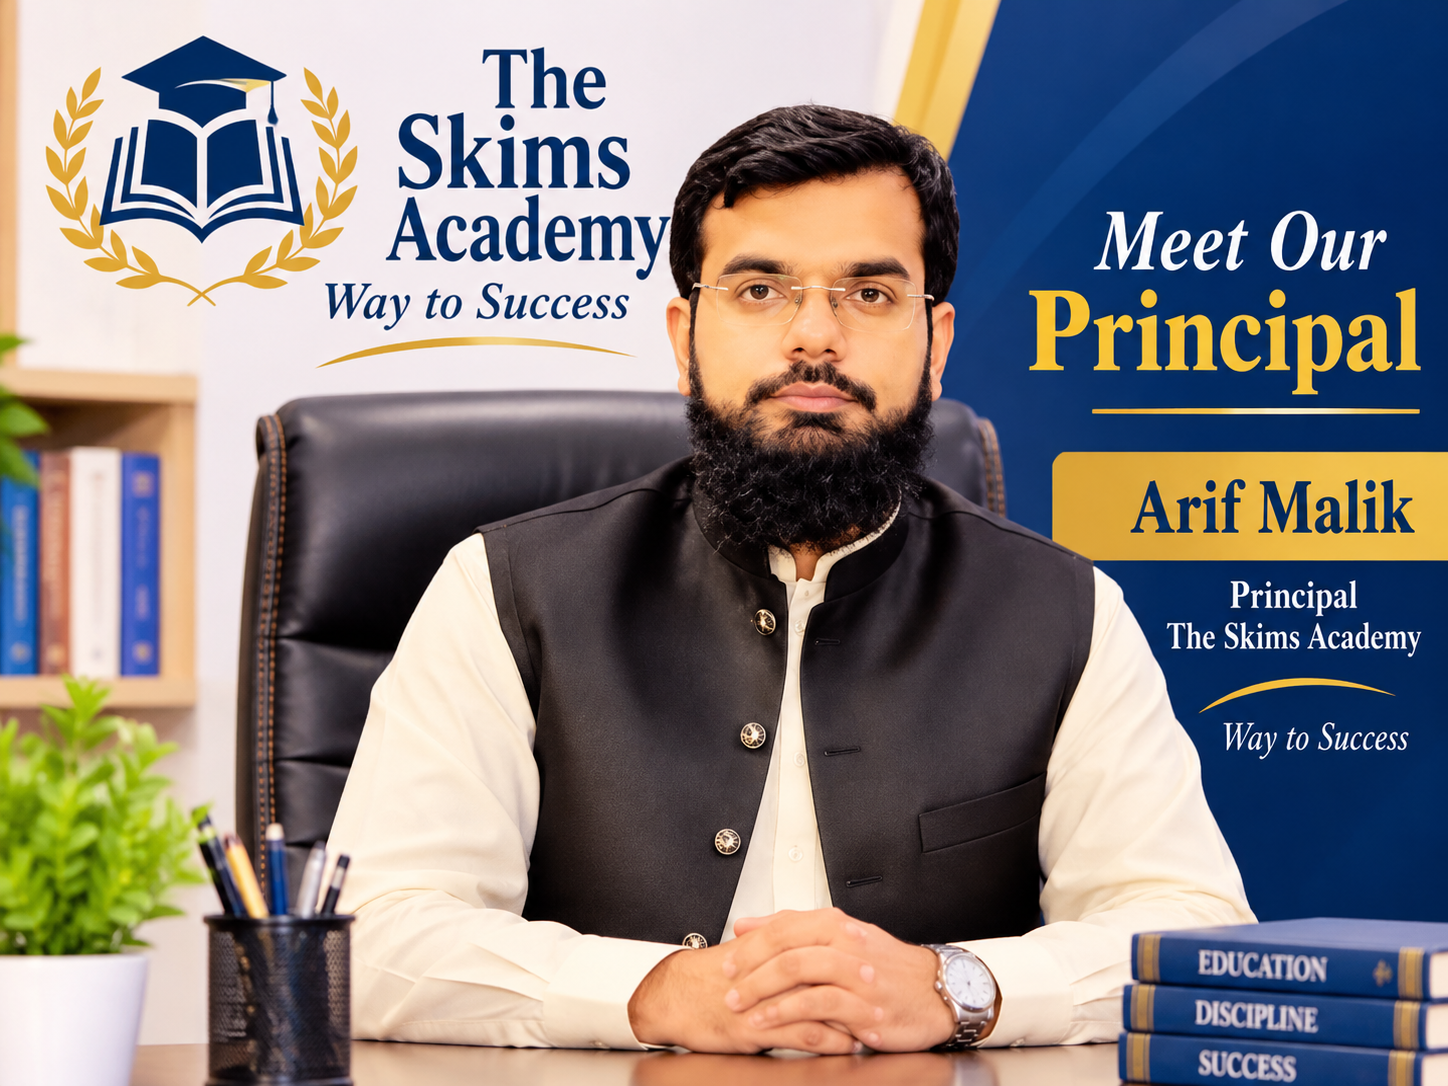 The
Skims
Academy
Way to Success
Meet Our
Principal
Arif Malik
Principal
The Skims Academy
Way to Success
EDUCATION
DISCIPLINE
SUCCESS